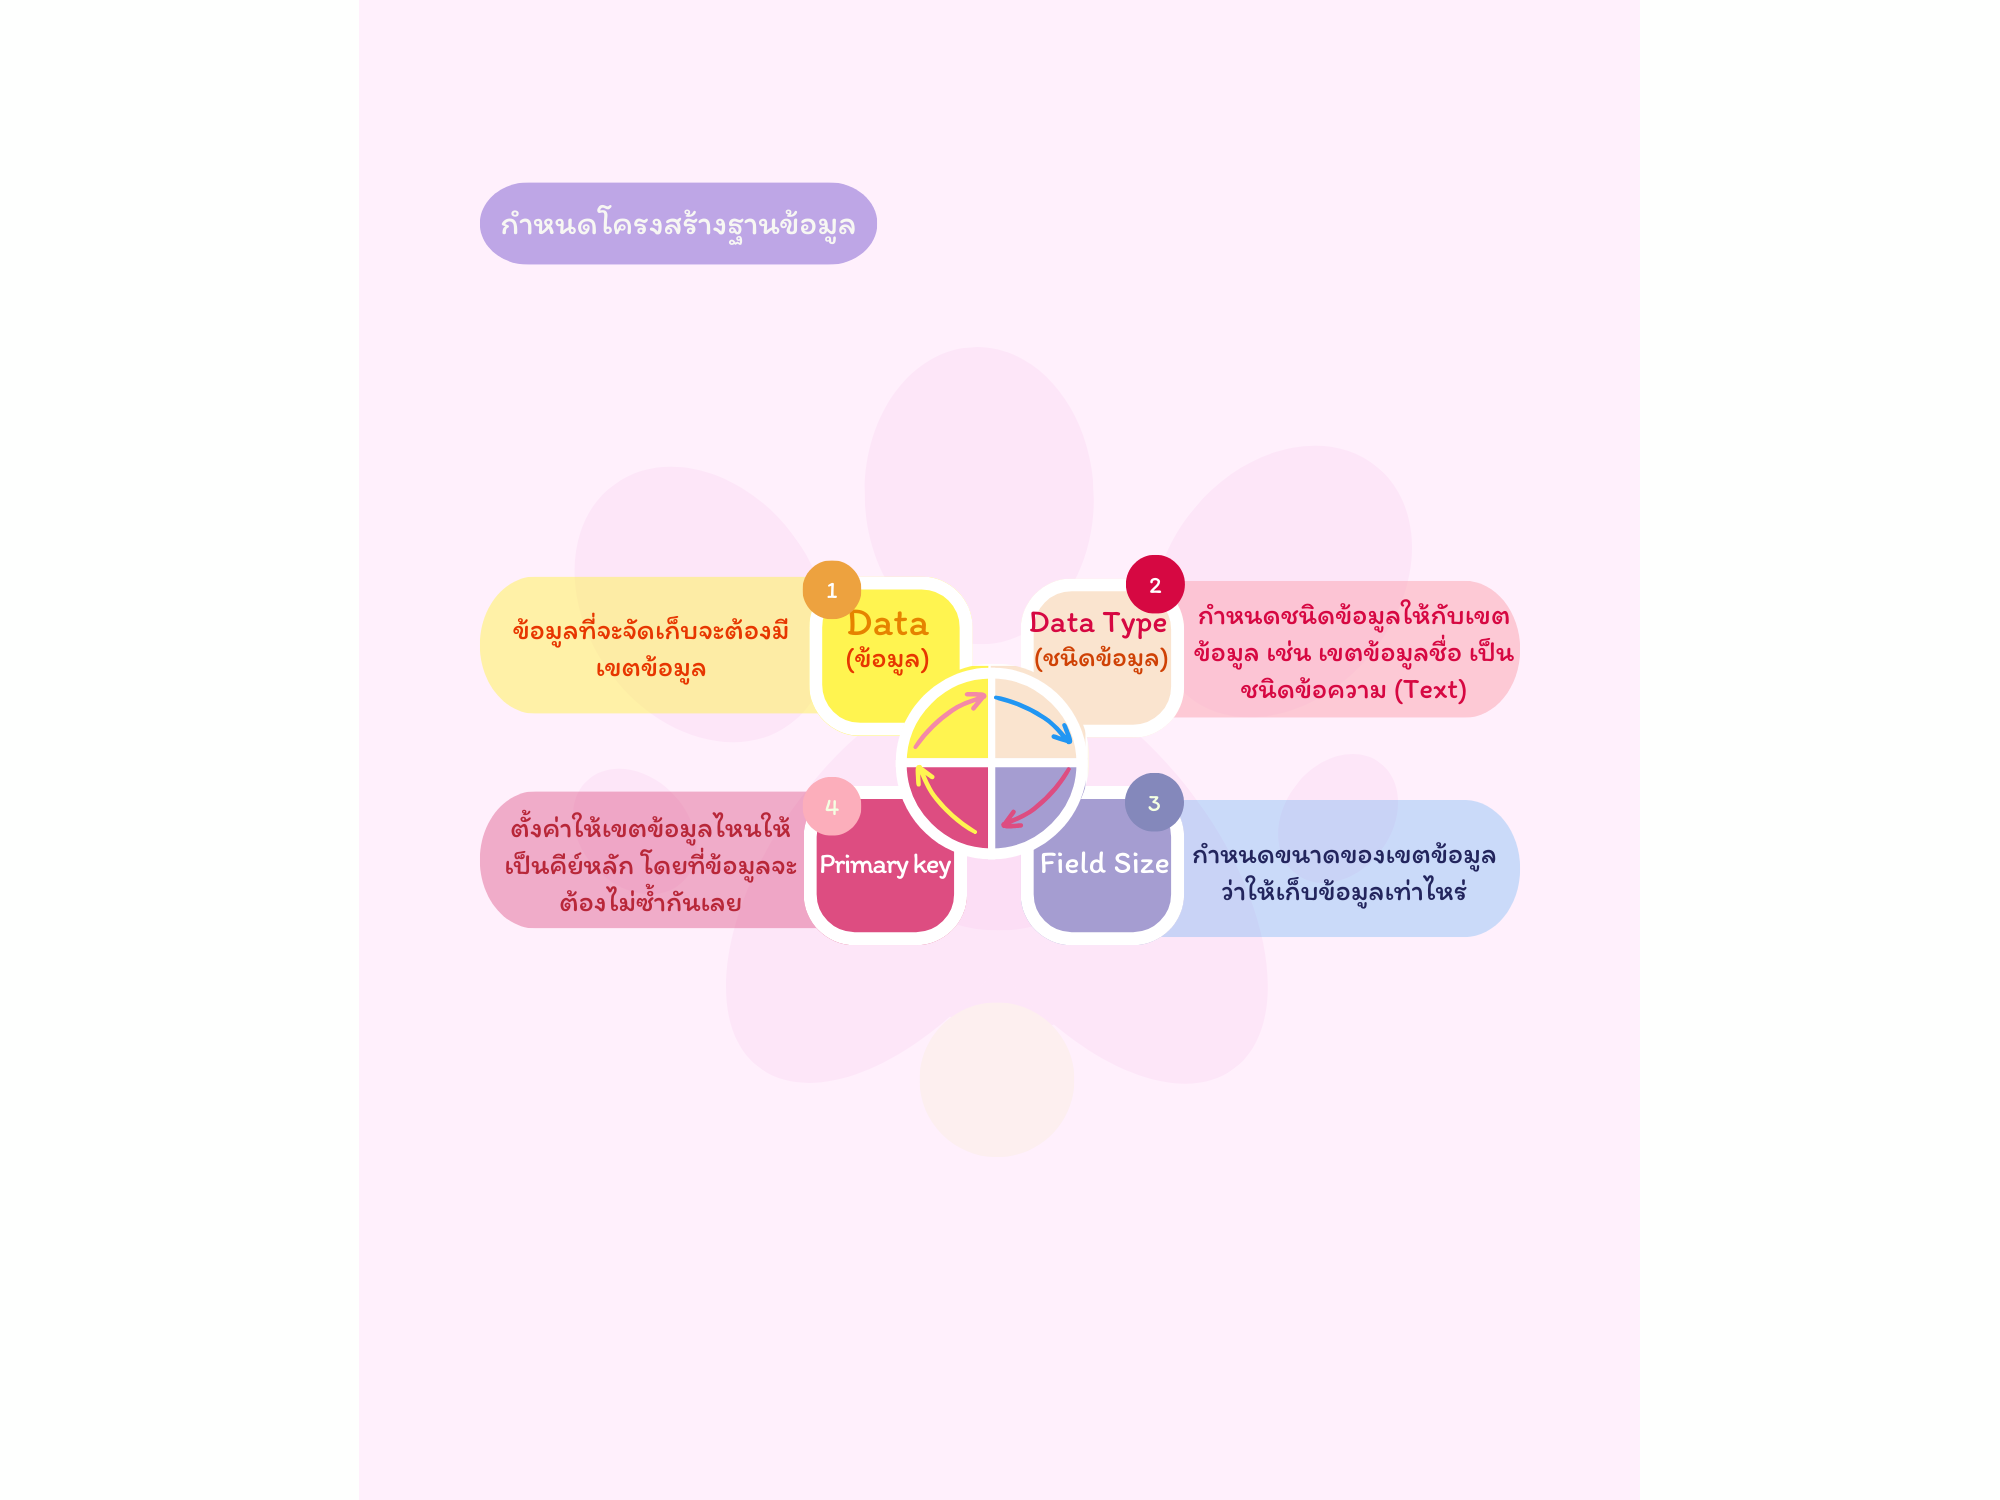 กำหนดโครงสร้างฐานข้อมูล
1
Data
(ข้อมูล)
ข้อมูลที่จะจัดเก็บจะต้องมี
เขตข้อมูล
2
Data Type
(ชนิดข้อมูล)
กำหนดชนิดข้อมูลให้กับเขต
ข้อมูล เช่น เขตข้อมูลชื่อ เป็น
ชนิดข้อความ (Text)
3
Field Size
กำหนดขนาดของเขตข้อมูล
ว่าให้เก็บข้อมูลเท่าไหร่
4
Primary key
ตั้งค่าให้เขตข้อมูลไหนให้
เป็นคีย์หลัก โดยที่ข้อมูลจะ
ต้องไม่ซ้ำกันเลย